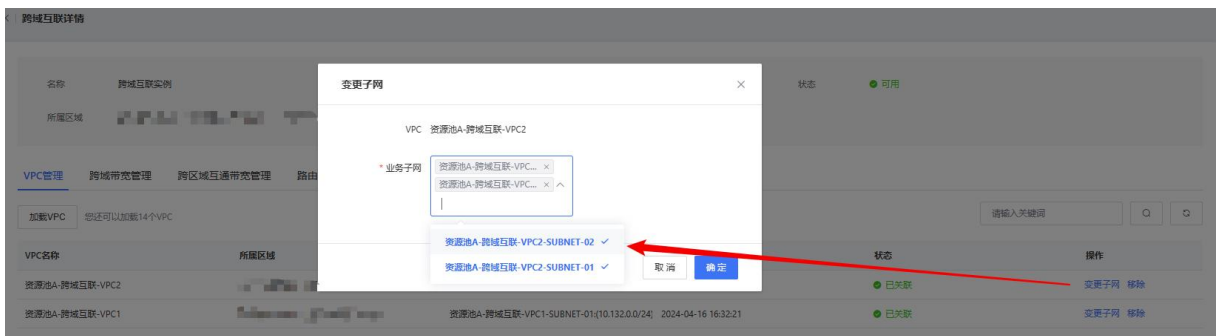 跨域互联详情
名称 跨域互联实例 状态 可用
所属区域
变更子网
VPC 资源池A-跨域互联-VPC2
* 业务子网 资源池A-跨域互联-VPC...
资源池A-跨域互联-VPC...
资源池A-跨域互联-VPC2-SUBNET-02
资源池A-跨域互联-VPC2-SUBNET-01
取消 确定
VPC管理 跨域带宽管理 跨区域互通带宽管理 路由
加载VPC 您还可以加载14个VPC 请输入关键词
VPC名称 所属区域 状态 操作
资源池A-跨域互联-VPC2 已关联 变更子网 移除
资源池A-跨域互联-VPC1 资源池A-跨域互联-VPC1-SUBNET-01:(10.132.0.0/24) 2024-04-16 16:32:21 已关联 变更子网 移除